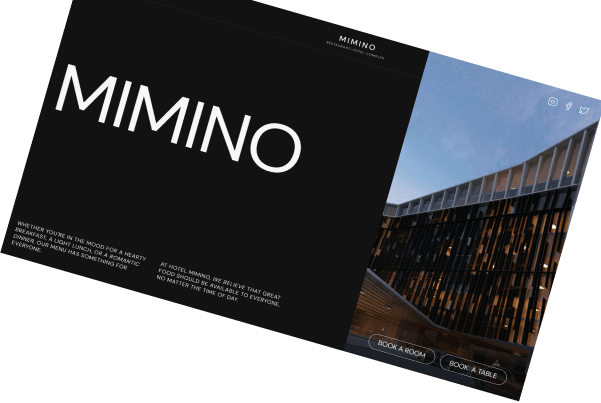 MIMINO
RESTAURANT-HOTEL COMPLEX
MIMINO
WHETHER YOU'RE IN THE MOOD FOR A HEARTY
BREAKFAST, A LIGHT LUNCH, OR A ROMANTIC
DINNER, OUR MENU HAS SOMETHING FOR
EVERYONE.
AT HOTEL MIMINO, WE BELIEVE THAT GREAT
FOOD SHOULD BE AVAILABLE TO EVERYONE,
NO MATTER THE TIME OF DAY.
BOOK A ROOM
BOOK A TABLE